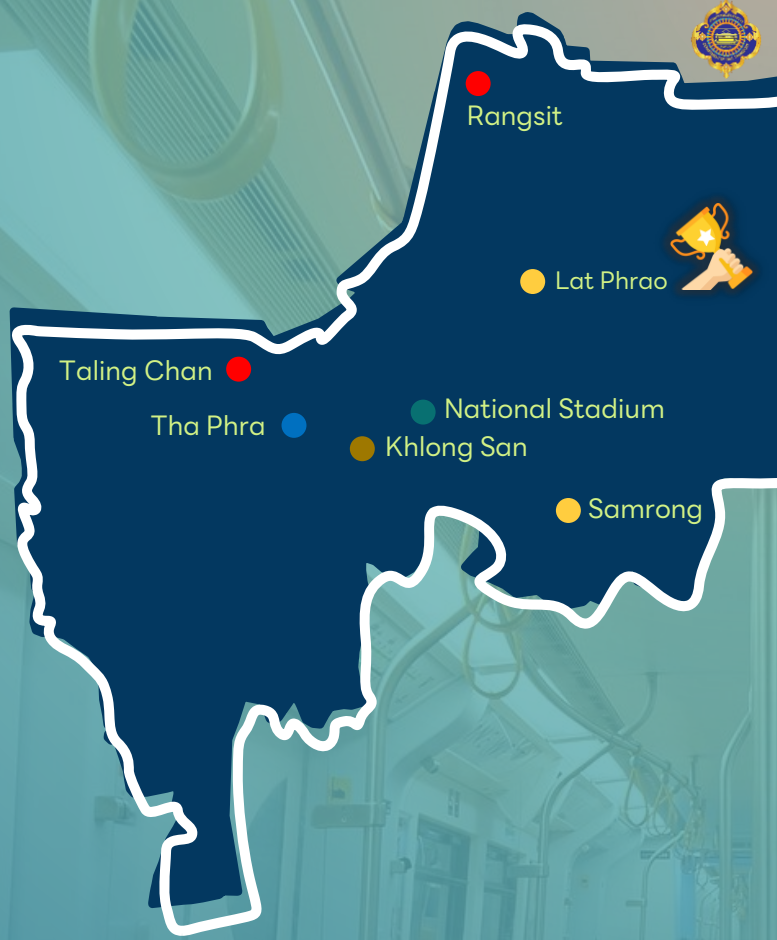 Rangsit
Lat Phrao
Taling Chan
National Stadium
Tha Phra
Khlong San
Samrong